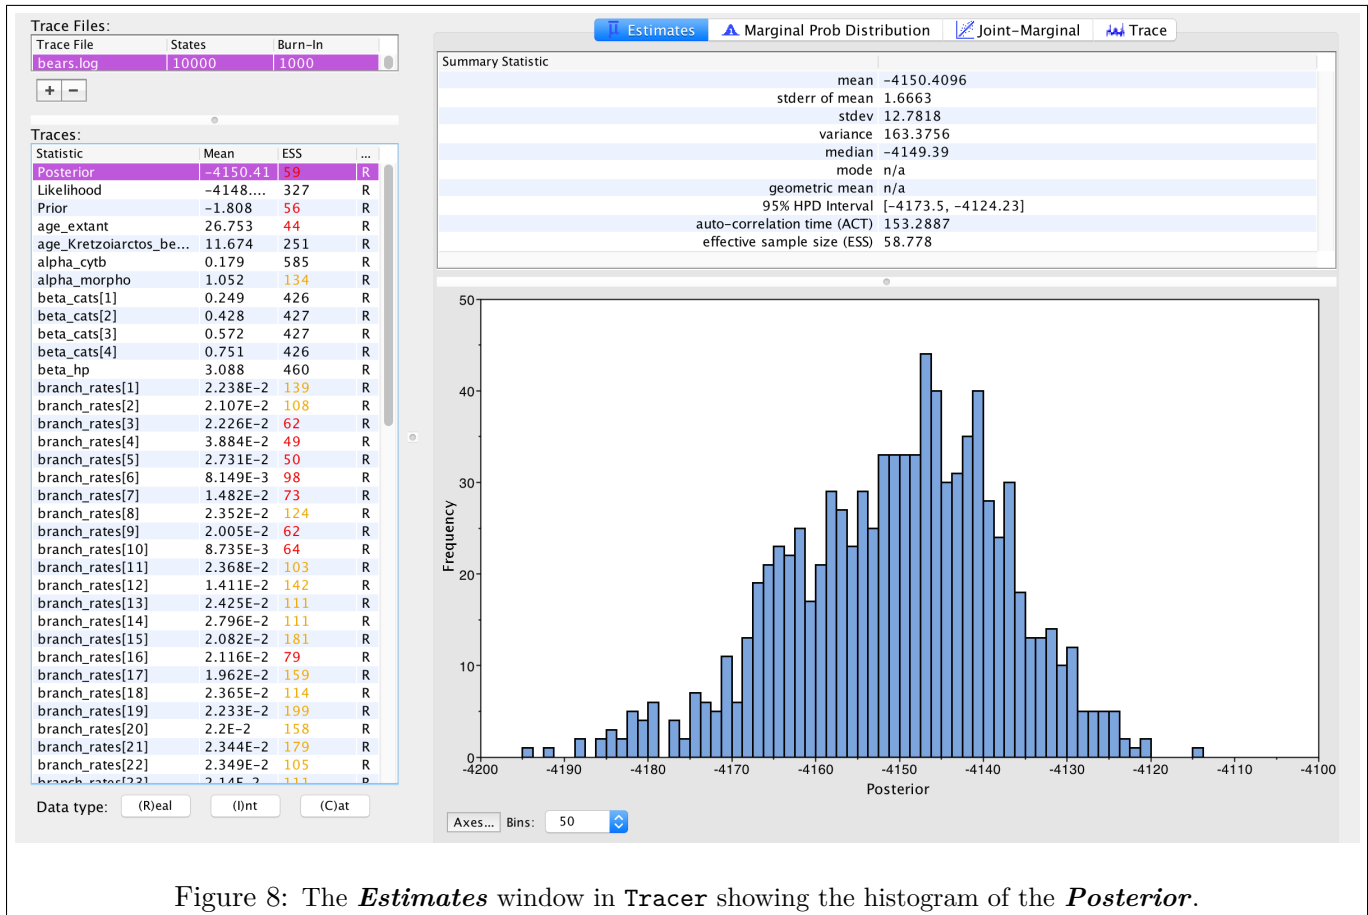 Trace Files:
Trace File States Burn-In
bears.log 10000 1000
+ −
Traces:
Statistic Mean ESS ...
Posterior -4150.41 59 R
Likelihood -4148.... 327 R
Prior -1.808 56 R
age_extant 26.753 44 R
age_Kretzoiarctos_be... 11.674 251 R
alpha_cytb 0.179 585 R
alpha_morpho 1.052 134 R
beta_cats[1] 0.249 426 R
beta_cats[2] 0.428 427 R
beta_cats[3] 0.572 427 R
beta_cats[4] 0.751 426 R
beta_hp 3.088 460 R
branch_rates[1] 2.238E-2 139 R
branch_rates[2] 2.107E-2 108 R
branch_rates[3] 2.226E-2 62 R
branch_rates[4] 3.884E-2 49 R
branch_rates[5] 2.731E-2 50 R
branch_rates[6] 8.149E-3 98 R
branch_rates[7] 1.482E-2 73 R
branch_rates[8] 2.352E-2 124 R
branch_rates[9] 2.005E-2 62 R
branch_rates[10] 8.735E-3 64 R
branch_rates[11] 2.368E-2 103 R
branch_rates[12] 1.411E-2 142 R
branch_rates[13] 2.425E-2 111 R
branch_rates[14] 2.796E-2 111 R
branch_rates[15] 2.082E-2 181 R
branch_rates[16] 2.116E-2 79 R
branch_rates[17] 1.962E-2 159 R
branch_rates[18] 2.365E-2 114 R
branch_rates[19] 2.233E-2 199 R
branch_rates[20] 2.2E-2 158 R
branch_rates[21] 2.344E-2 179 R
branch_rates[22] 2.349E-2 105 R
branch_rates[23] 2.14E-2 111 R
Data type: (R)eal (I)nt (C)at
Estimates Marginal Prob Distribution Joint-Marginal Trace
Summary Statistic
mean -4150.4096
stderr of mean 1.6663
stdev 12.7818
variance 163.3756
median -4149.39
mode n/a
geometric mean n/a
95% HPD Interval [-4173.5, -4124.23]
auto-correlation time (ACT) 153.2887
effective sample size (ESS) 58.778
50
40
30
20
10
0
Frequency
-4200 -4190 -4180 -4170 -4160 -4150 -4140 -4130 -4120 -4110 -4100
Posterior
Axes... Bins: 50
Figure 8: The Estimates window in Tracer showing the histogram of the Posterior.